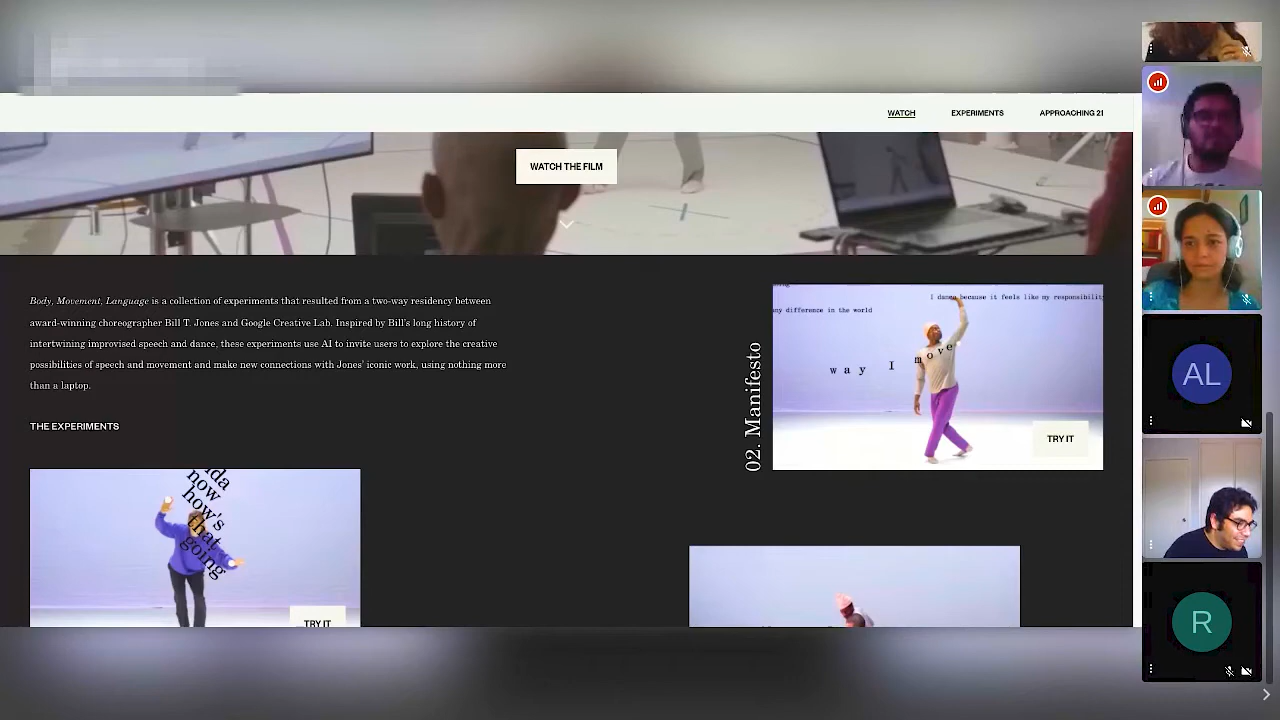 WATCH
EXPERIMENTS
APPROACHING 21
WATCH THE FILM
Body, Movement, Language is a collection of experiments that resulted from a two-way residency between
award-winning choreographer Bill T. Jones and Google Creative Lab. Inspired by Bill's long history of
intertwining improvised speech and dance, these experiments use AI to invite users to explore the creative
possibilities of speech and movement and make new connections with Jones' iconic work, using nothing more
than a laptop.
THE EXPERIMENTS
ida
now
how's
that
going
TRY IT
02. Manifesto
I dance because it feels like my responsibility
any difference in the world
way I move
TRY IT
AL
R